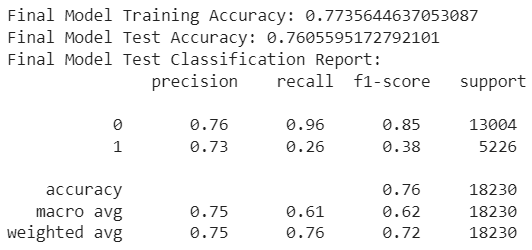 Final Model Training Accuracy: 0.7735644637053087
Final Model Test Accuracy: 0.7605595172792101
Final Model Test Classification Report:
precision recall f1-score support
0 0.76 0.96 0.85 13004
1 0.73 0.26 0.38 5226
accuracy 0.76 18230
macro avg 0.75 0.61 0.62 18230
weighted avg 0.75 0.76 0.72 18230